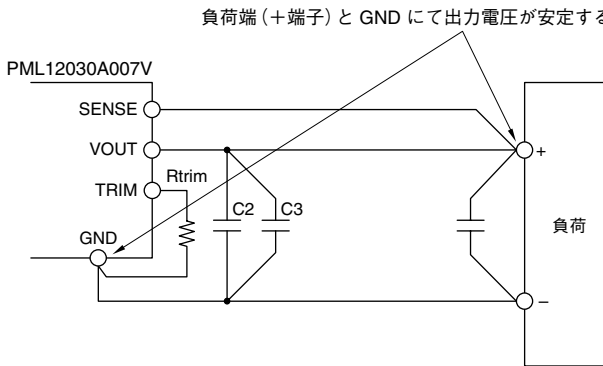 負荷端（＋端子）と GND にて出力電圧が安定する
PML12030A007V
SENSE
VOUT
TRIM
Rtrim
GND
C2
C3
+
負荷
−